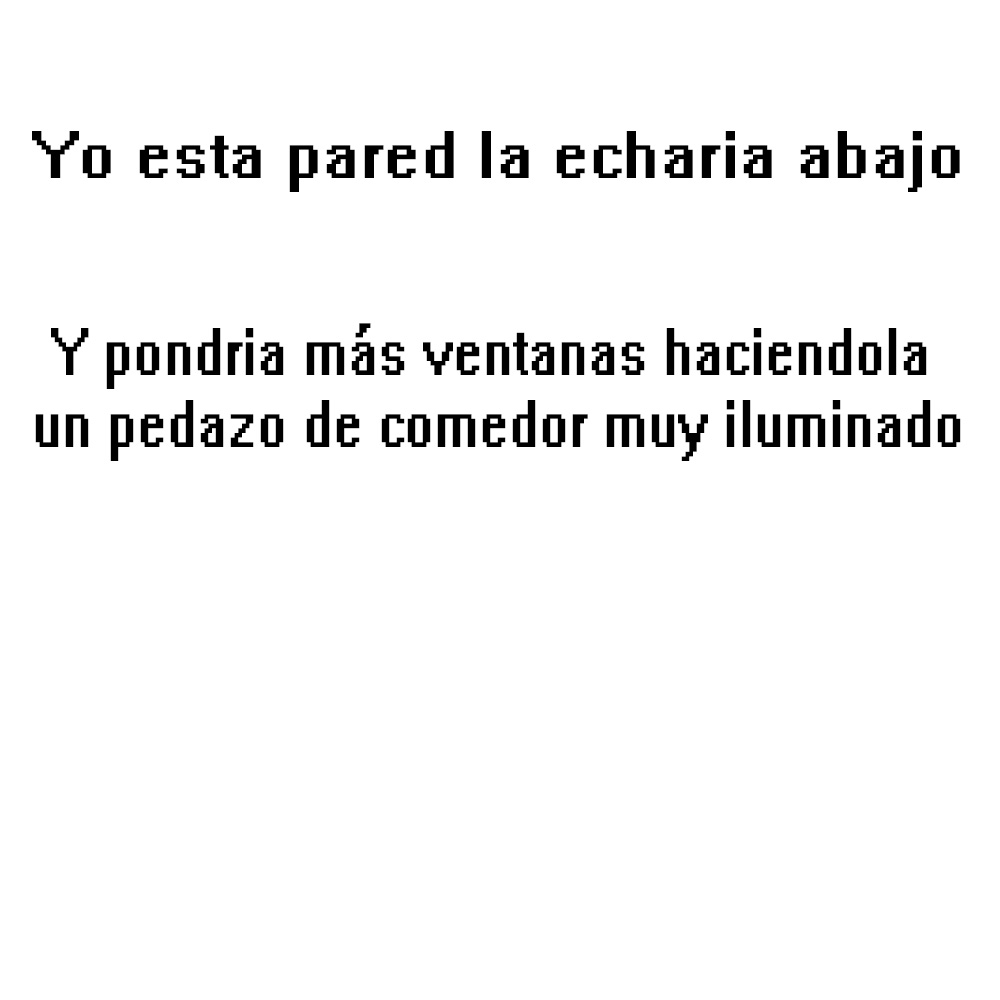 Yo esta pared la echaria abajo
Y pondria más ventanas haciendola
un pedazo de comedor muy iluminado